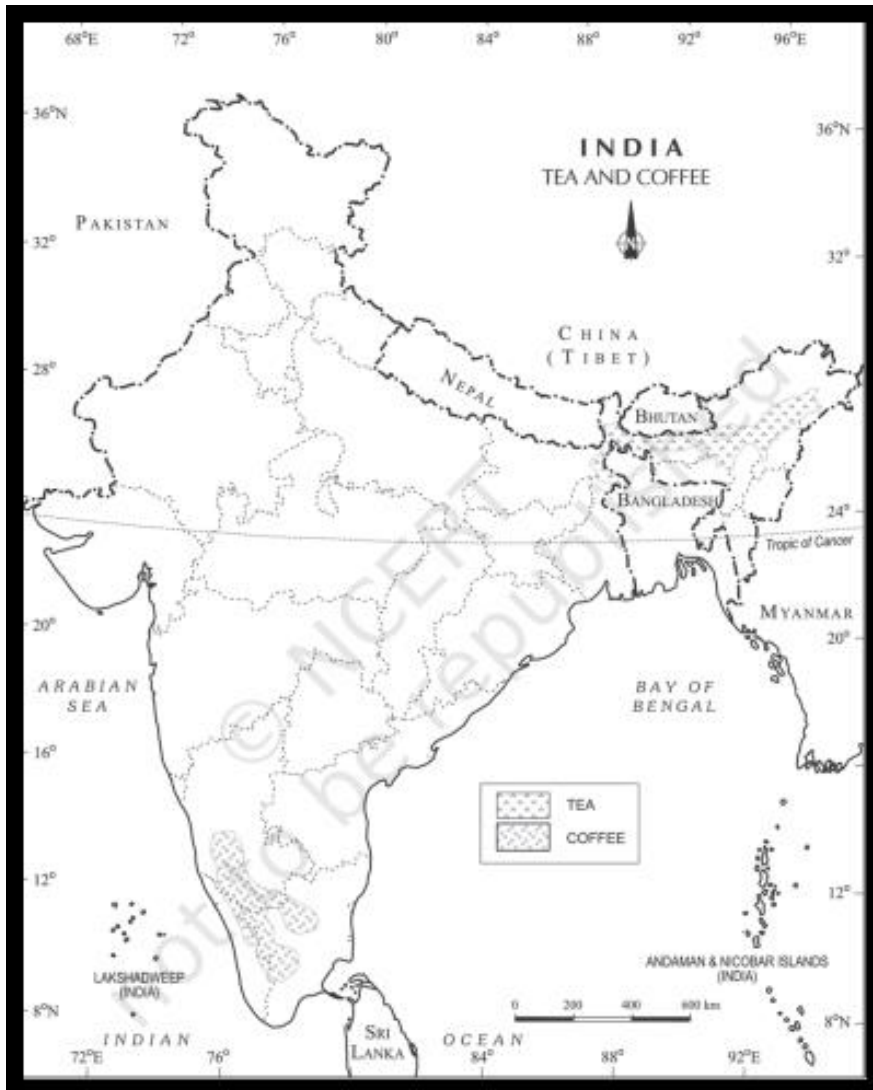 68°E 72° 76° 80° 84° 88° 92° 96°E
36°N 36°N
INDIA
TEA AND COFFEE
N
PAKISTAN
32° 32°
CHINA
(TIBET)
28° 28°
NEPAL
BHUTAN
BANGLADESH
24° 24°
Tropic of Cancer
MYANMAR
20° 20°
ARABIAN
SEA
BAY OF
BENGAL
© NCERT
not to be republished
16° 16°
TEA
COFFEE
12° 12°
LAKSHADWEEP
(INDIA)
ANDAMAN & NICOBAR ISLANDS
(INDIA)
0 200 400 600 km
8°N 8°N
INDIAN OCEAN
SRI
LANKA
72° 76° 84° 88° 92°E